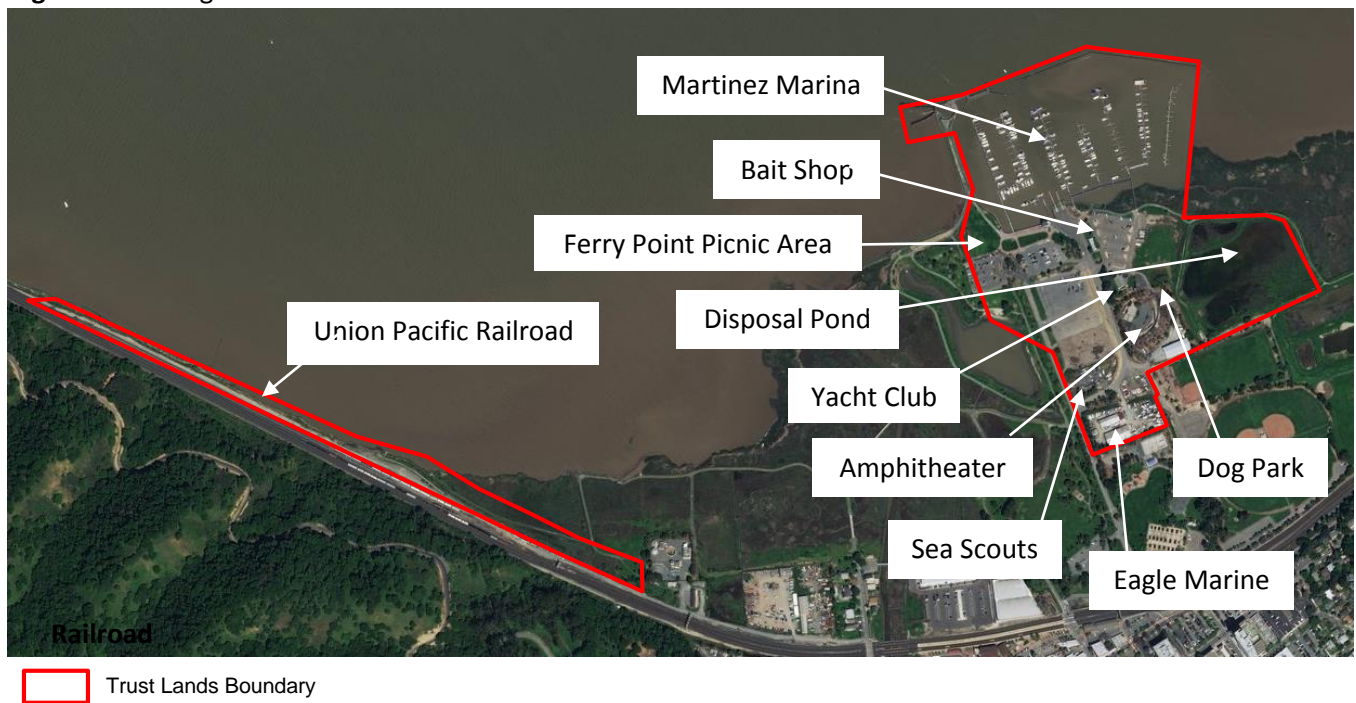 Martinez Marina
Bait Shop
Ferry Point Picnic Area
Disposal Pond
Union Pacific Railroad
Yacht Club
Amphitheater
Dog Park
Sea Scouts
Eagle Marine
Railroad
Trust Lands Boundary